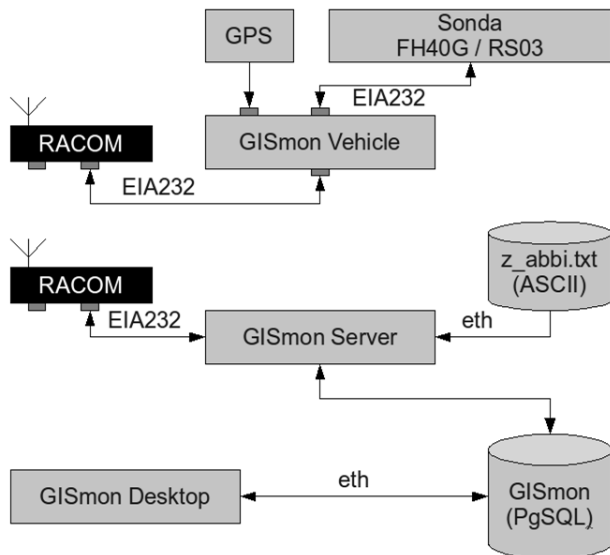 GPS
Sonda
FH40G / RS03
EIA232
RACOM
GISmon Vehicle
EIA232
RACOM
z_abbi.txt
(ASCII)
EIA232
GISmon Server
eth
GISmon Desktop
eth
GISmon
(PgSQL)